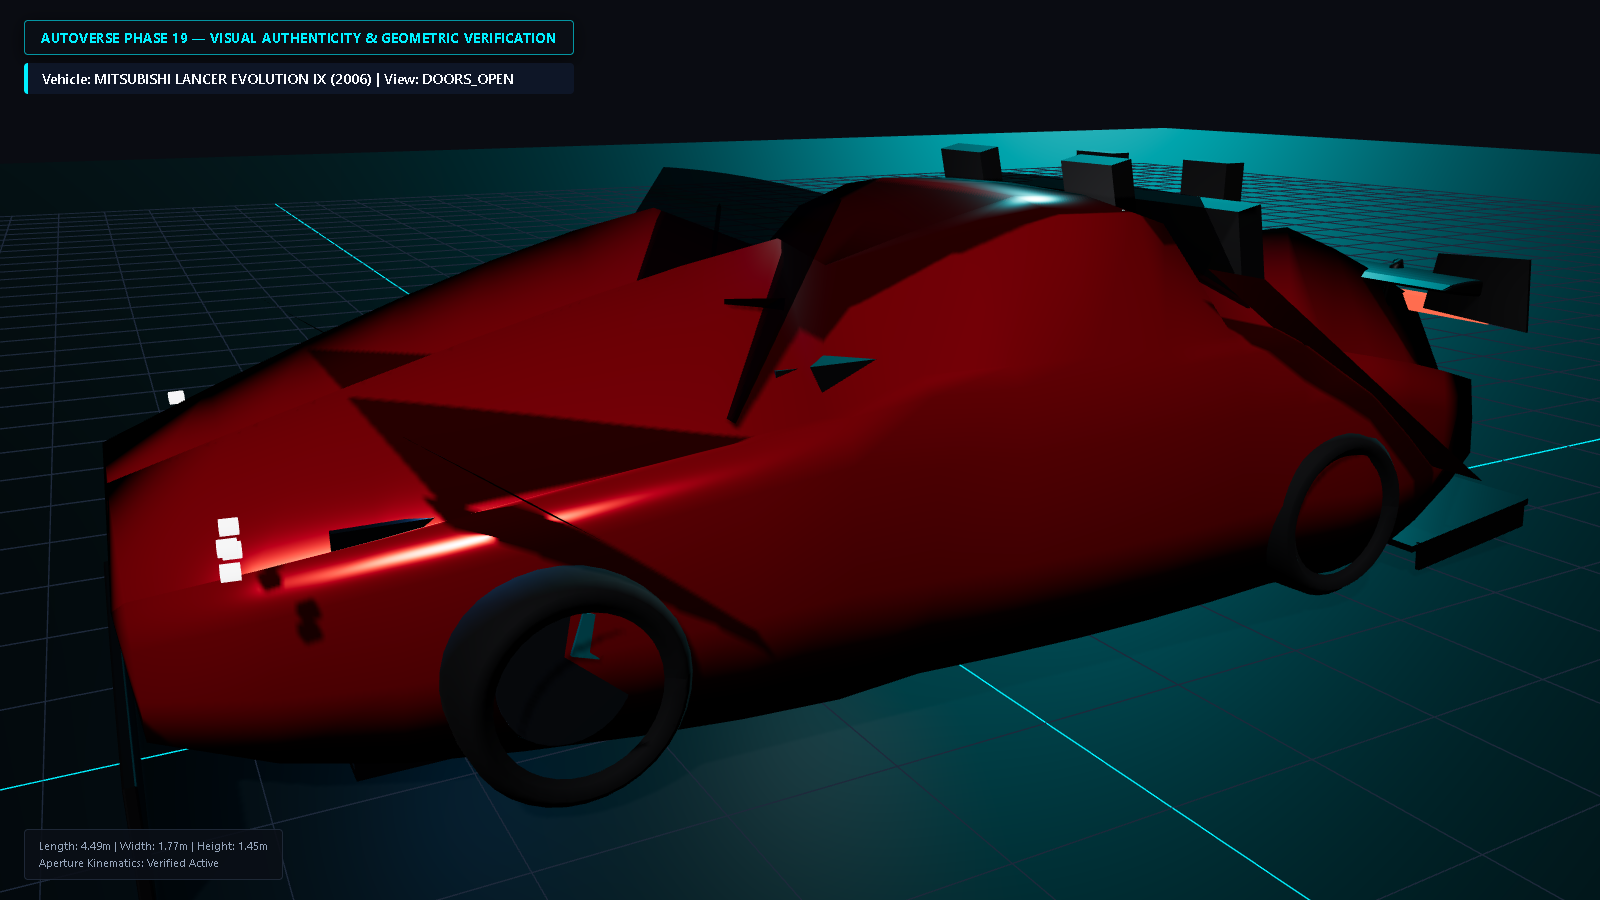 AUTOVERSE PHASE 19 — VISUAL AUTHENTICITY & GEOMETRIC VERIFICATION
Vehicle: MITSUBISHI LANCER EVOLUTION IX (2006) | View: DOORS_OPEN
Length: 4.49m | Width: 1.77m | Height: 1.45m
Aperture Kinematics: Verified Active